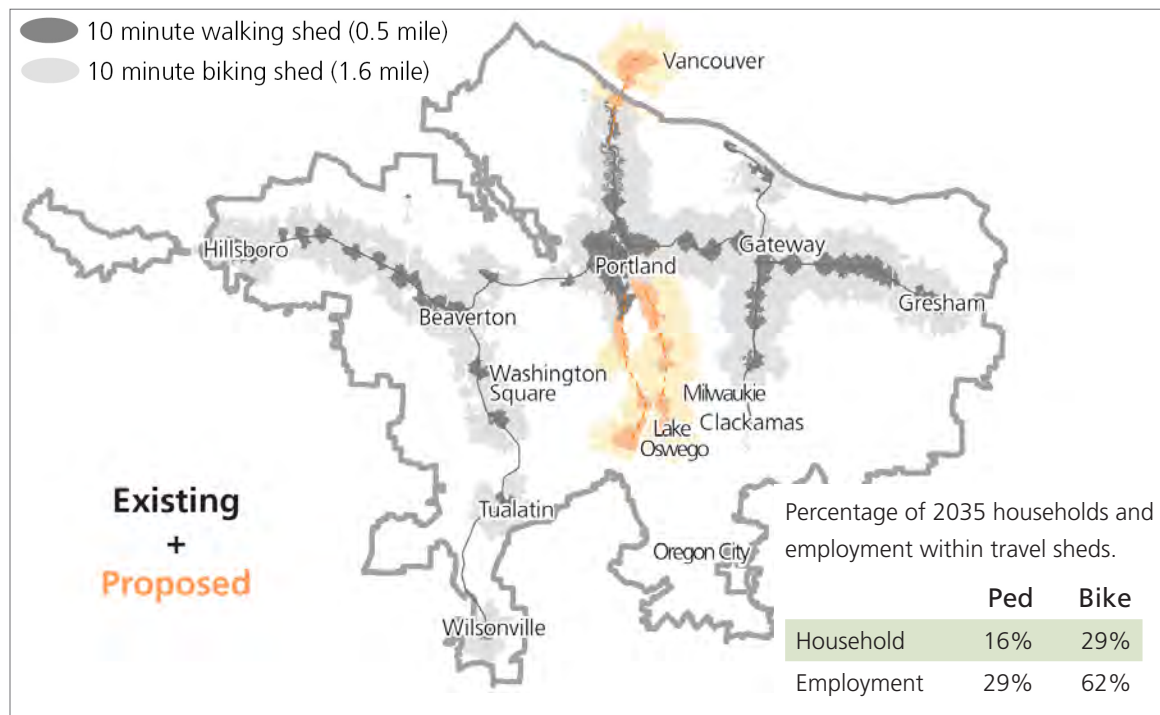 10 minute walking shed (0.5 mile)
10 minute biking shed (1.6 mile)
Vancouver
Hillsboro
Portland
Gateway
Gresham
Beaverton
Washington
Square
Milwaukie
Clackamas
Lake
Oswego
Tualatin
Oregon City
Wilsonville
Existing
+
Proposed
Percentage of 2035 households and
employment within travel sheds.
Ped Bike
Household 16% 29%
Employment 29% 62%